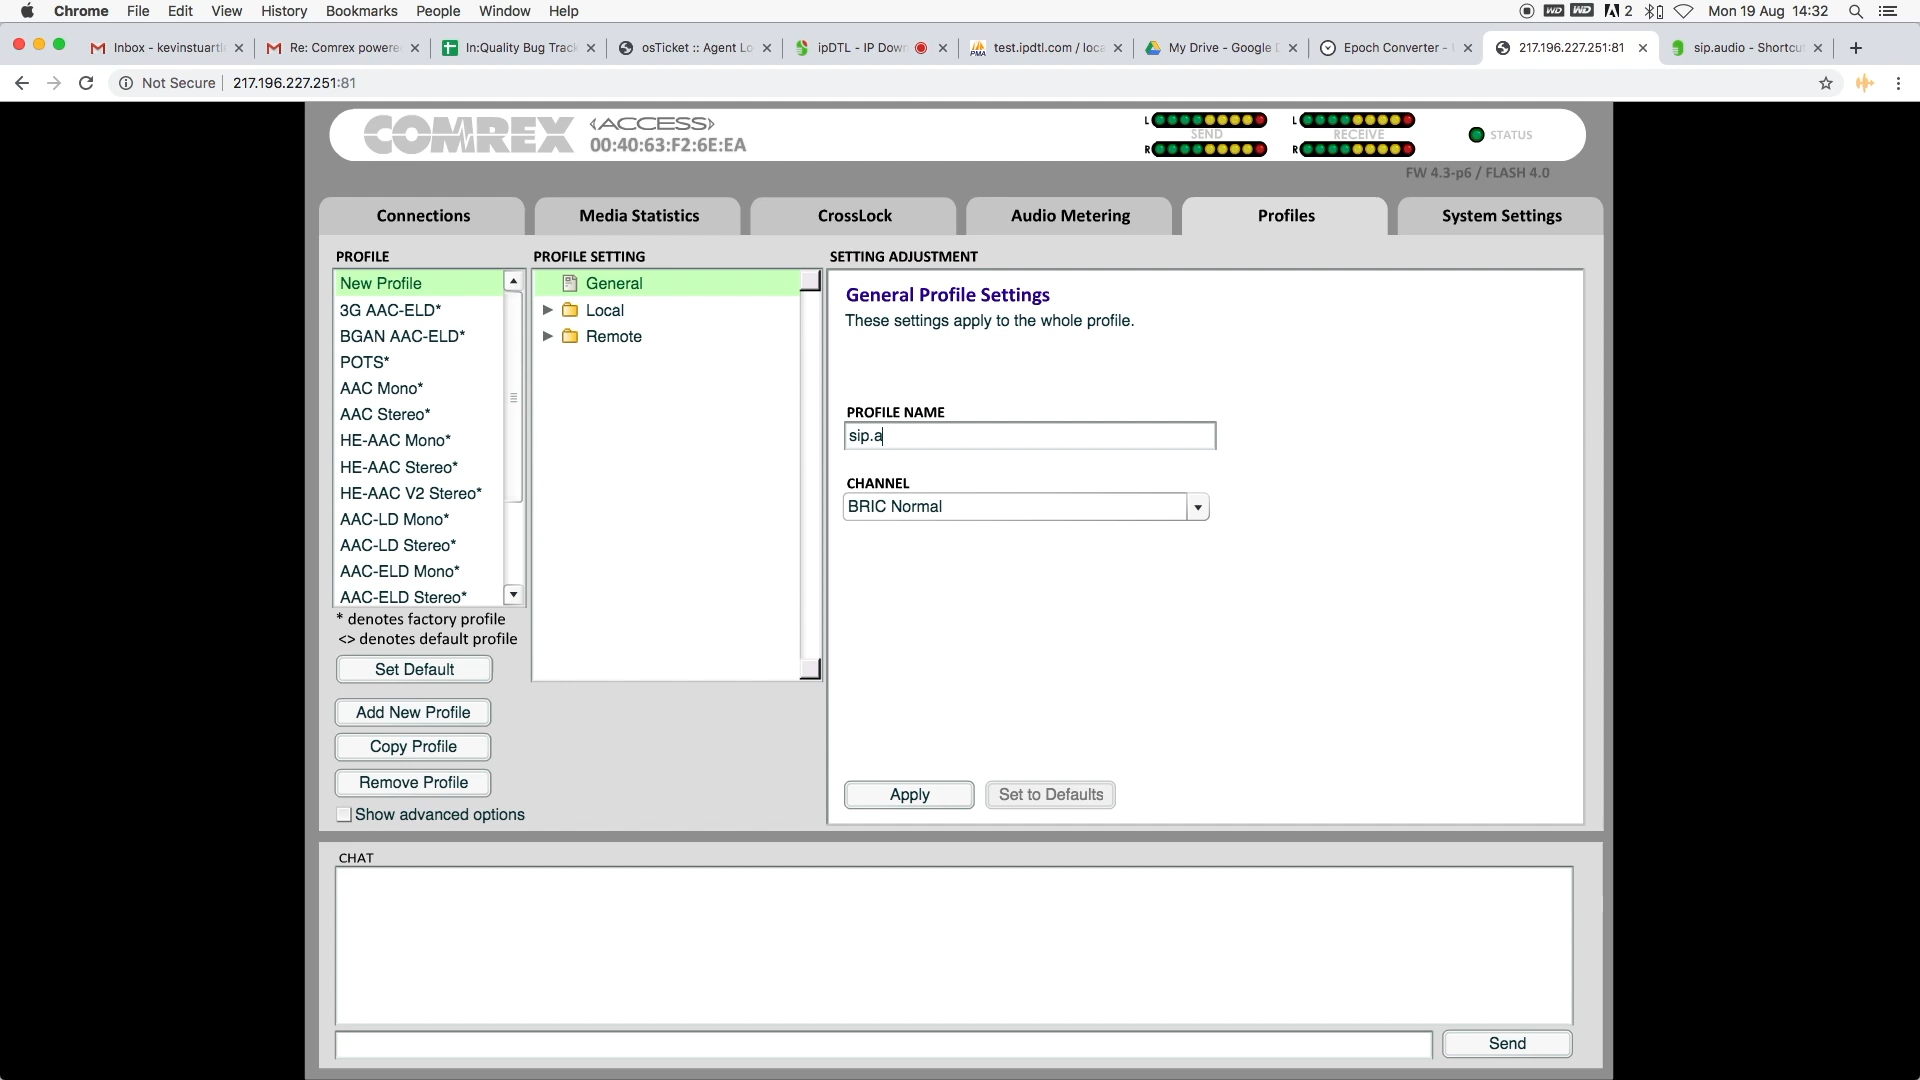 Chrome File Edit View History Bookmarks People Window Help
WD WD 2 Mon 19 Aug 14:32
Inbox - kevinstuartl Re: Comrex powere In:Quality Bug Track osTicket :: Agent Lo ipDTL - IP Down test.ipdtl.com / loca My Drive - Google D Epoch Converter - 217.196.227.251:81 sip.audio - Shortcut
Not Secure 217.196.227.251:81
COMREX <ACCESS>
00:40:63:F2:6E:EA
L SEND R
L RECEIVE R
STATUS
FW 4.3-p6 / FLASH 4.0
Connections Media Statistics CrossLock Audio Metering Profiles System Settings
PROFILE
New Profile
3G AAC-ELD*
BGAN AAC-ELD*
POTS*
AAC Mono*
AAC Stereo*
HE-AAC Mono*
HE-AAC Stereo*
HE-AAC V2 Stereo*
AAC-LD Mono*
AAC-LD Stereo*
AAC-ELD Mono*
AAC-ELD Stereo*
* denotes factory profile
<> denotes default profile
Set Default
Add New Profile
Copy Profile
Remove Profile
Show advanced options
PROFILE SETTING
General
Local
Remote
SETTING ADJUSTMENT
General Profile Settings
These settings apply to the whole profile.
PROFILE NAME
sip.a
CHANNEL
BRIC Normal
Apply Set to Defaults
CHAT
Send